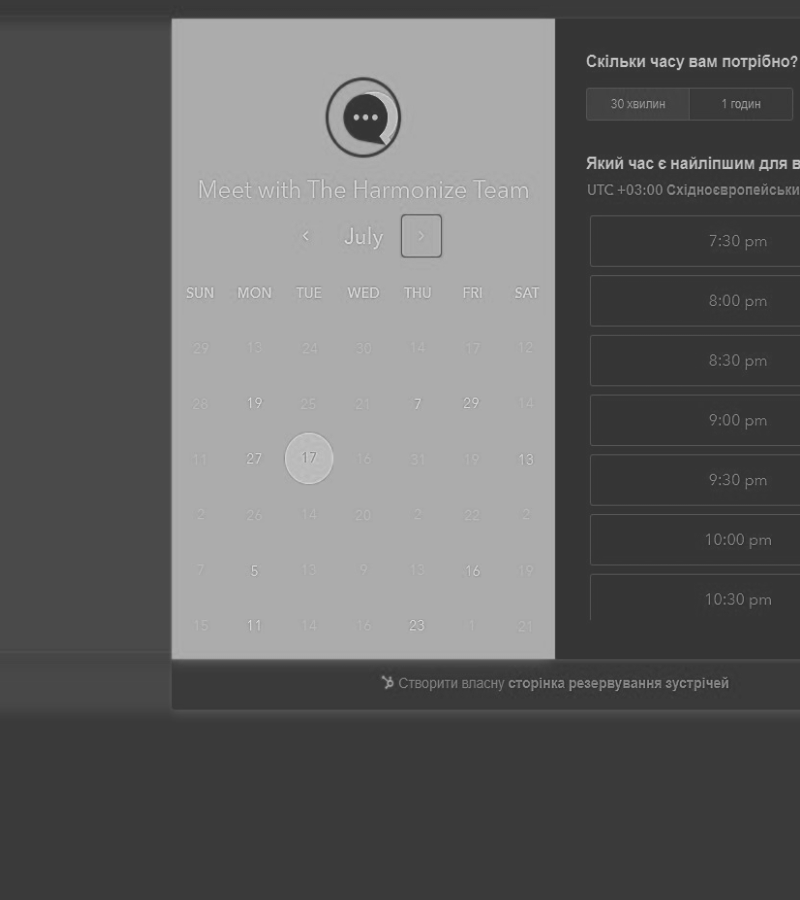 Meet with The Harmonize Team
July
SUN MON TUE WED THU FRI SAT
29 13 24 30 14 17 12
28 19 25 21 7 29 14
11 27 17 16 31 19 13
2 26 14 20 2 22 2
7 5 13 9 13 16 19
15 11 14 16 23 1 21
Скільки часу вам потрібно?
30 хвилин 1 годин
Який час є найліпшим для в
UTC +03:00 Східноєвропейськи
7:30 pm
8:00 pm
8:30 pm
9:00 pm
9:30 pm
10:00 pm
10:30 pm
Створити власну сторінка резервування зустрічей